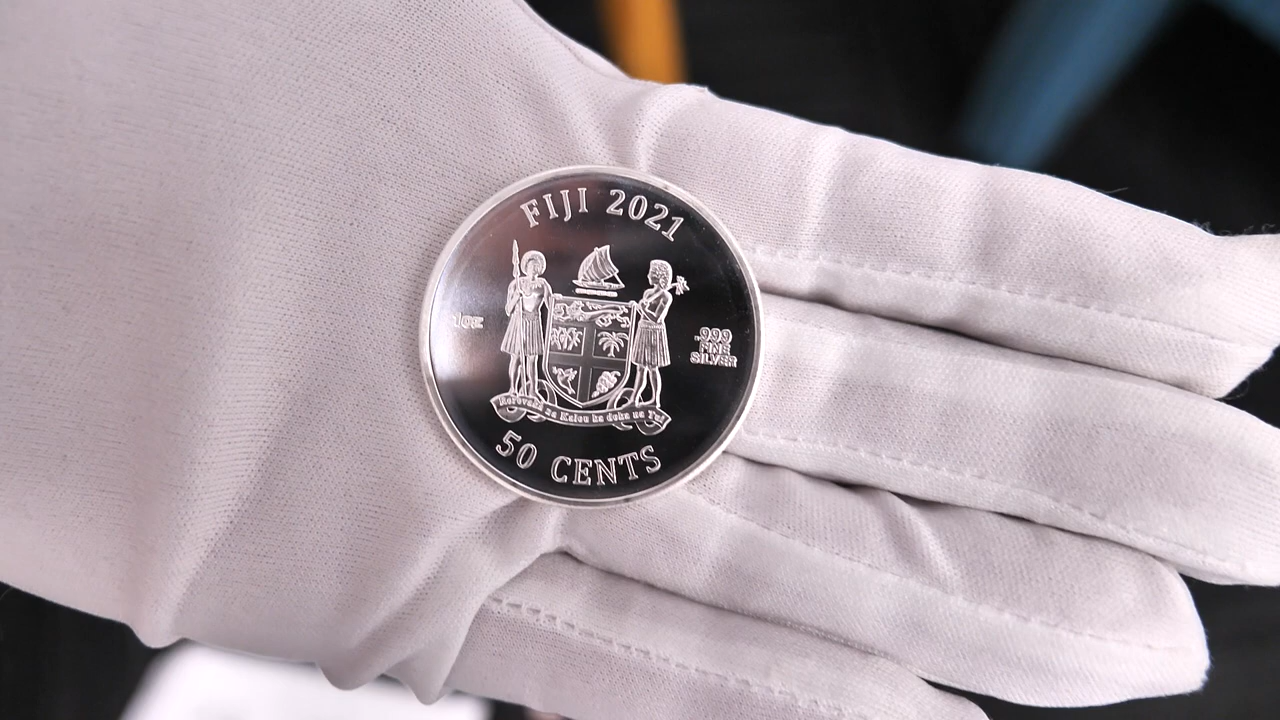 FIJI 2021
1oz
.999
FINE
SILVER
Rerevaka na Kalou ka doka na Tui
50 CENTS